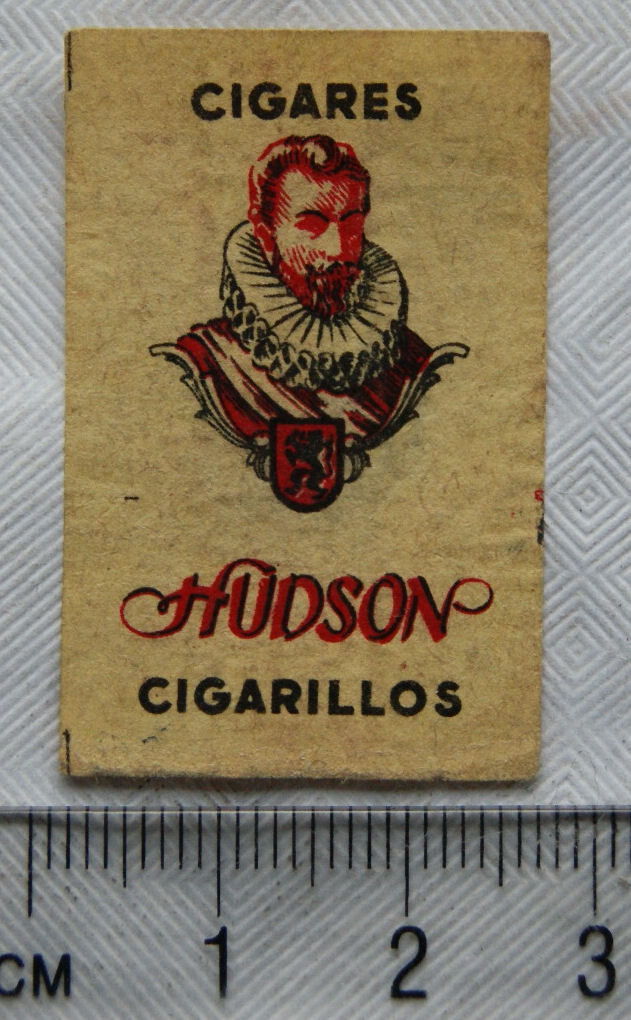 CIGARES
HUDSON
CIGARILLOS
CM 1 2 3